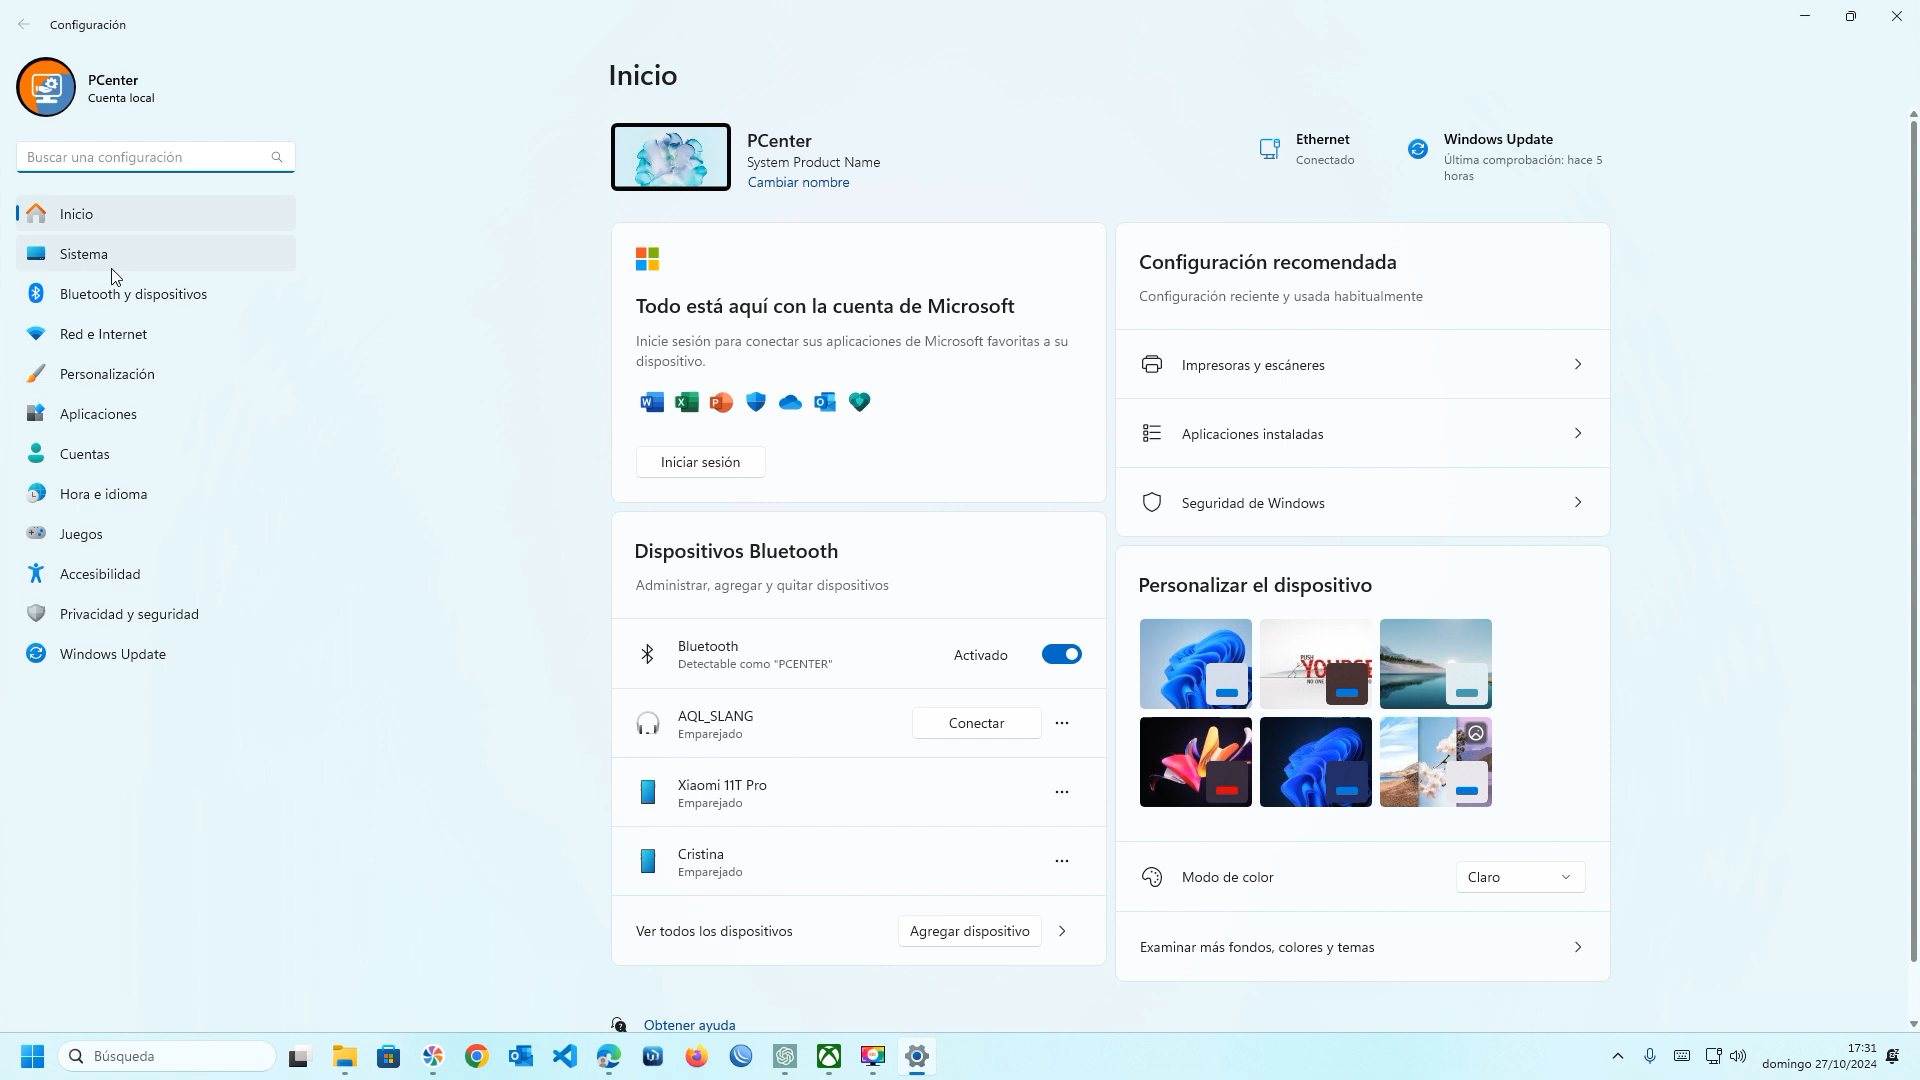 Configuración
PCenter
Cuenta local
Buscar una configuración
Inicio
Sistema
Bluetooth y dispositivos
Red e Internet
Personalización
Aplicaciones
Cuentas
Hora e idioma
Juegos
Accesibilidad
Privacidad y seguridad
Windows Update
Inicio
PCenter
System Product Name
Cambiar nombre
Ethernet
Conectado
Windows Update
Última comprobación: hace 5
horas
Todo está aquí con la cuenta de Microsoft
Inicie sesión para conectar sus aplicaciones de Microsoft favoritas a su
dispositivo.
Iniciar sesión
Dispositivos Bluetooth
Administrar, agregar y quitar dispositivos
Bluetooth
Detectable como "PCENTER"
Activado
AQL_SLANG
Emparejado
Conectar
Xiaomi 11T Pro
Emparejado
Cristina
Emparejado
Ver todos los dispositivos
Agregar dispositivo
Configuración recomendada
Configuración reciente y usada habitualmente
Impresoras y escáneres
Aplicaciones instaladas
Seguridad de Windows
Personalizar el dispositivo
PUSH
Modo de color
Claro
Examinar más fondos, colores y temas
Obtener ayuda
Búsqueda
17:31
domingo 27/10/2024